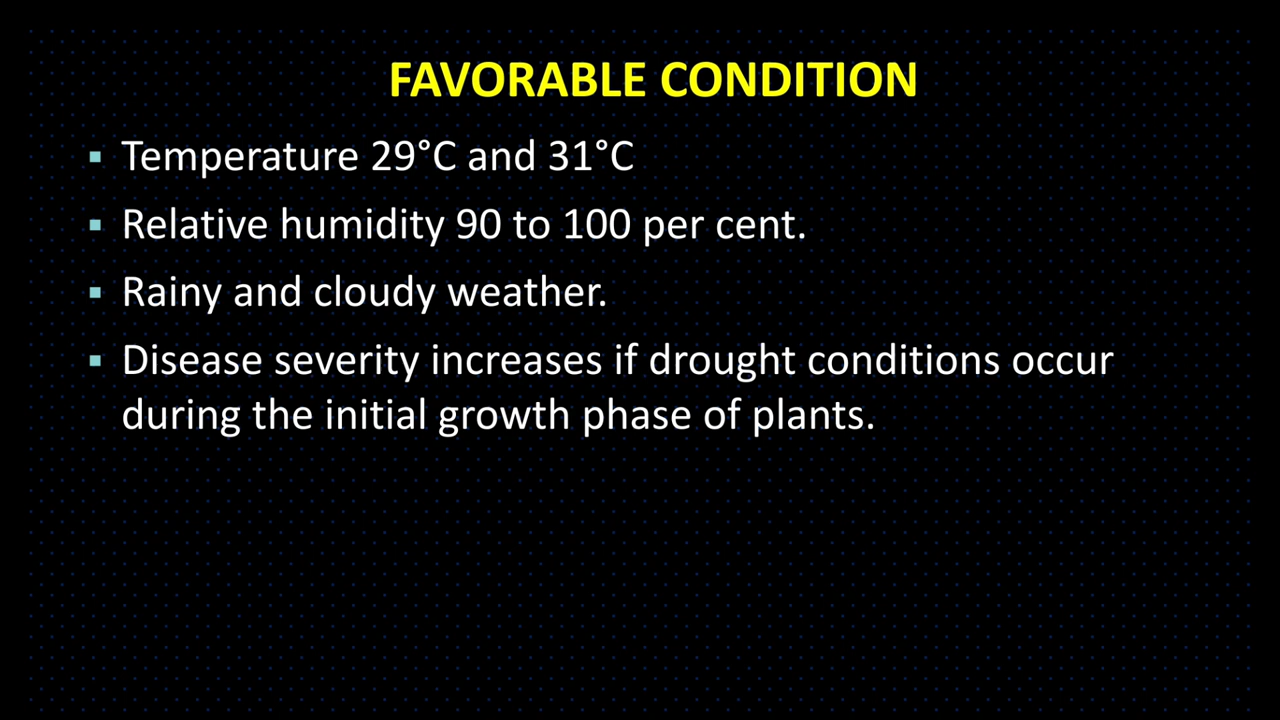 FAVORABLE CONDITION
▪ Temperature 29°C and 31°C
▪ Relative humidity 90 to 100 per cent.
▪ Rainy and cloudy weather.
▪ Disease severity increases if drought conditions occur
during the initial growth phase of plants.